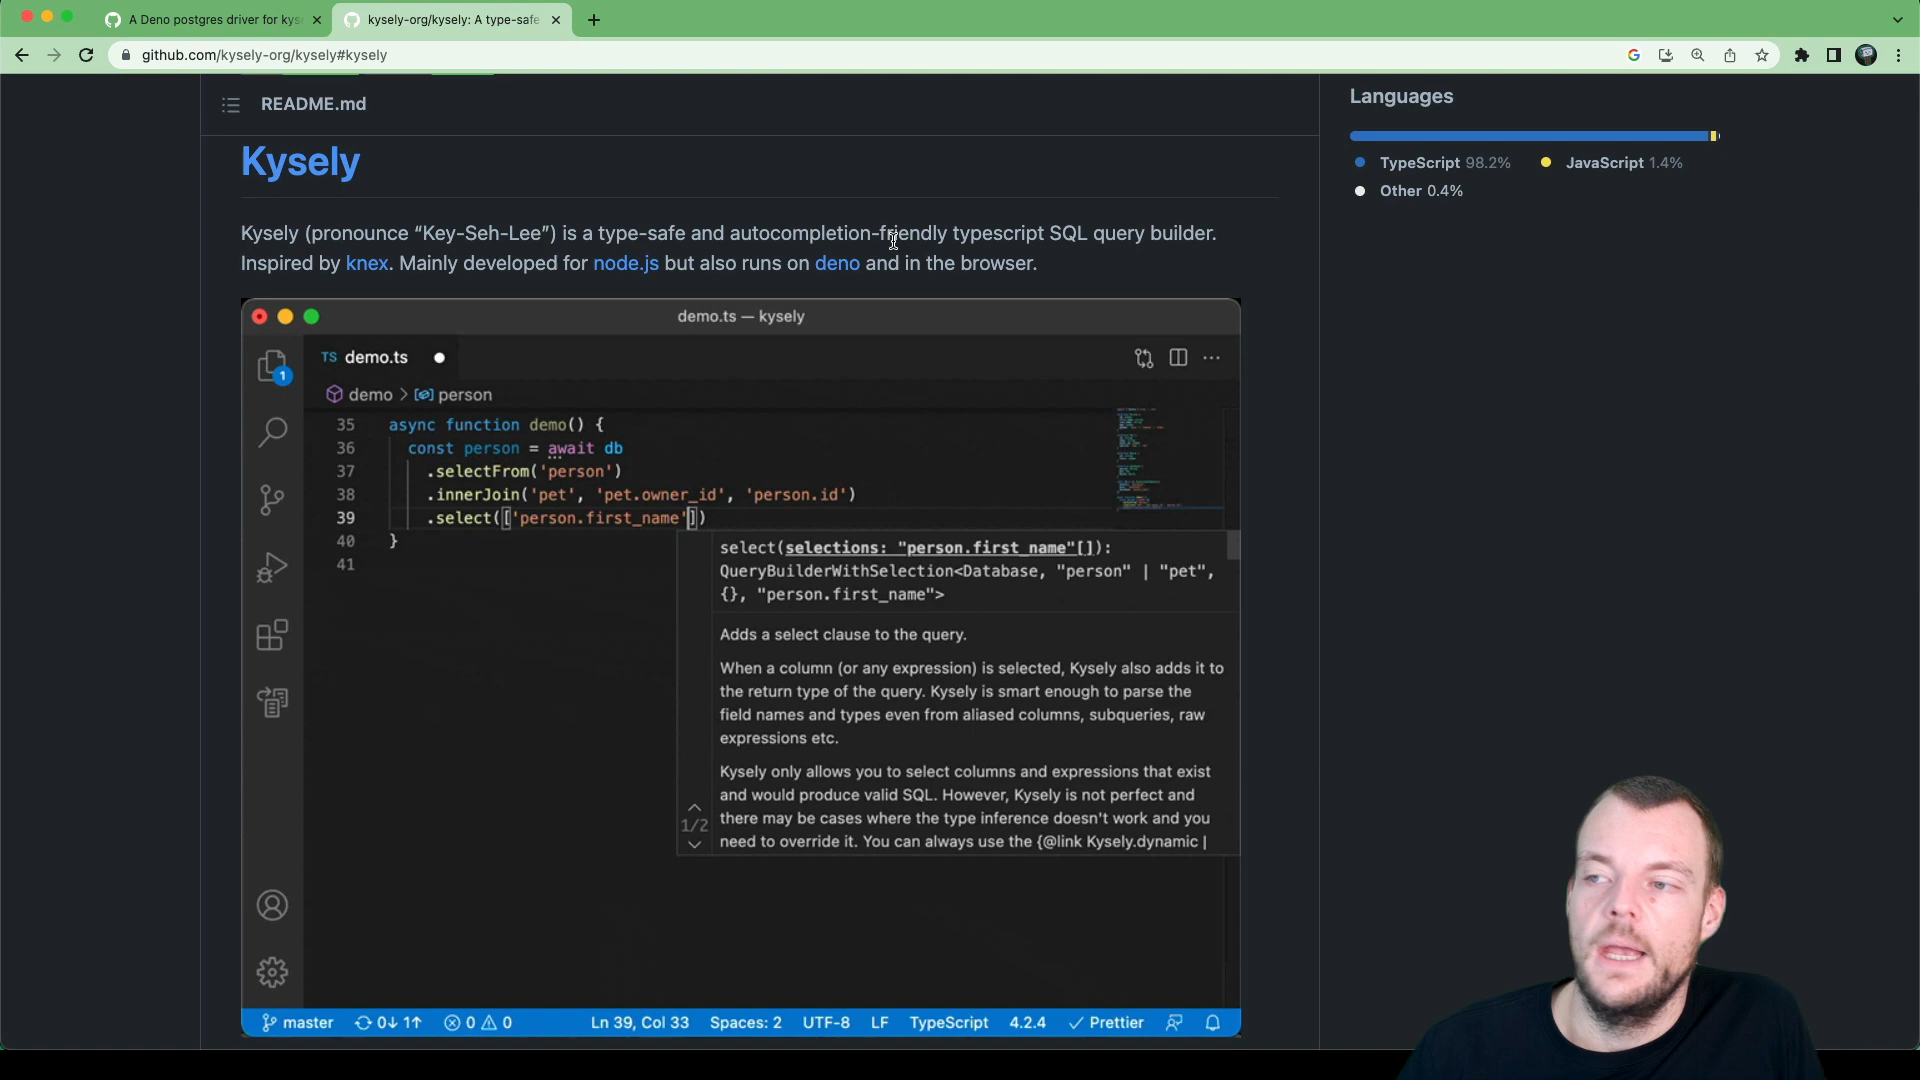 A Deno postgres driver for kys
kysely-org/kysely: A type-safe
github.com/kysely-org/kysely#kysely
README.md
Kysely
Kysely (pronounce “Key-Seh-Lee”) is a type-safe and autocompletion-friendly typescript SQL query builder.
Inspired by knex. Mainly developed for node.js but also runs on deno and in the browser.
demo.ts — kysely
TS demo.ts
1
demo > person
35 async function demo() {
36 const person = await db
37 .selectFrom('person')
38 .innerJoin('pet', 'pet.owner_id', 'person.id')
39 .select(['person.first_name'])
40 }
41
select(selections: "person.first_name"[]):
QueryBuilderWithSelection<Database, "person" | "pet",
{}, "person.first_name">
Adds a select clause to the query.
When a column (or any expression) is selected, Kysely also adds it to
the return type of the query. Kysely is smart enough to parse the
field names and types even from aliased columns, subqueries, raw
expressions etc.
Kysely only allows you to select columns and expressions that exist
and would produce valid SQL. However, Kysely is not perfect and
there may be cases where the type inference doesn't work and you
need to override it. You can always use the {@link Kysely.dynamic |
1/2
master 0↓ 1↑ 0 0 Ln 39, Col 33 Spaces: 2 UTF-8 LF TypeScript 4.2.4 Prettier
Languages
TypeScript 98.2% JavaScript 1.4%
Other 0.4%